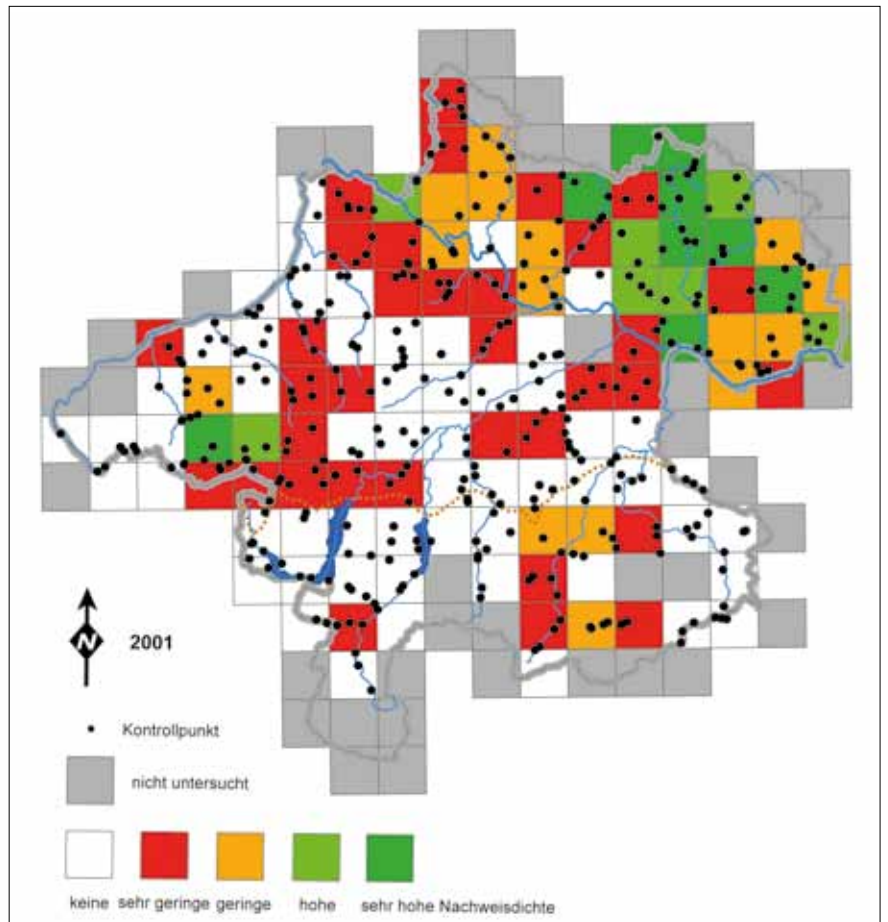 N
2001
Kontrollpunkt
nicht untersucht
keine sehr geringe geringe hohe sehr hohe Nachweisdichte